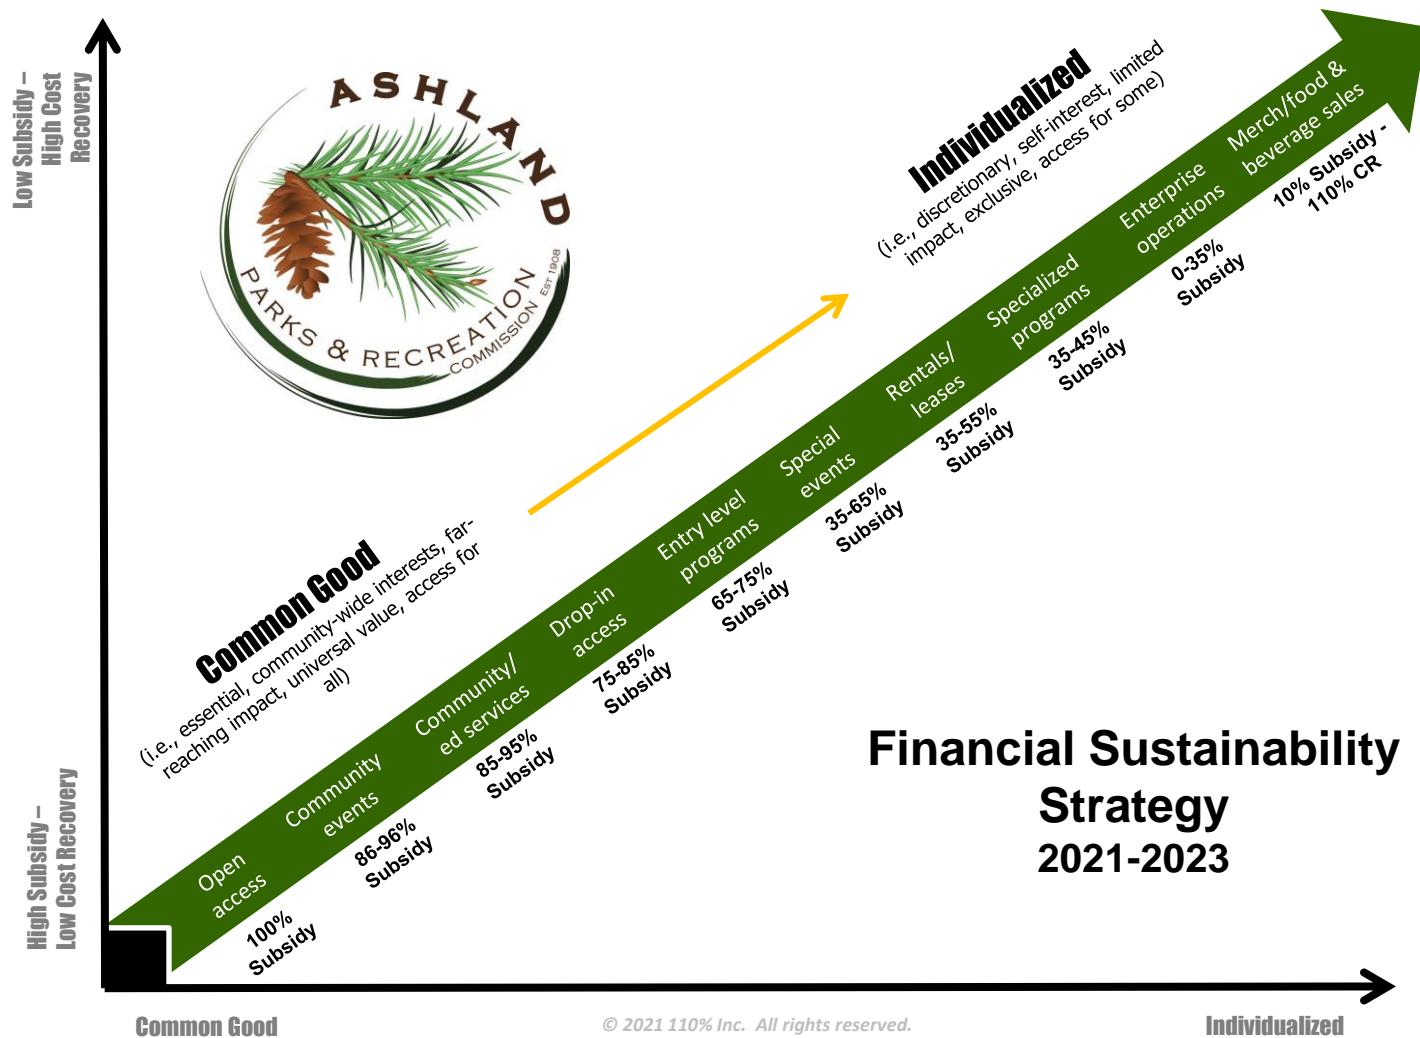 Low Subsidy –
High Cost
Recovery
ASHLAND
PARKS & RECREATION
COMMISSION
EST 1908
Individualized
(i.e., discretionary, self-interest, limited
impact, exclusive, access for some)
Common Good
(i.e., essential, community-wide interests, far-
reaching impact, universal value, access for
all)
Open
access
100%
Subsidy
Community
events
86-96%
Subsidy
Community/
ed services
85-95%
Subsidy
Drop-in
access
75-85%
Subsidy
Entry level
programs
65-75%
Subsidy
Special
events
35-65%
Subsidy
Rentals/
leases
35-55%
Subsidy
Specialized
programs
35-45%
Subsidy
Enterprise
operations
0-35%
Subsidy
Merch/food &
beverage sales
10% Subsidy -
110% CR
Financial Sustainability
Strategy
2021-2023
High Subsidy –
Low Cost Recovery
Common Good
© 2021 110% Inc.  All rights reserved.
Individualized